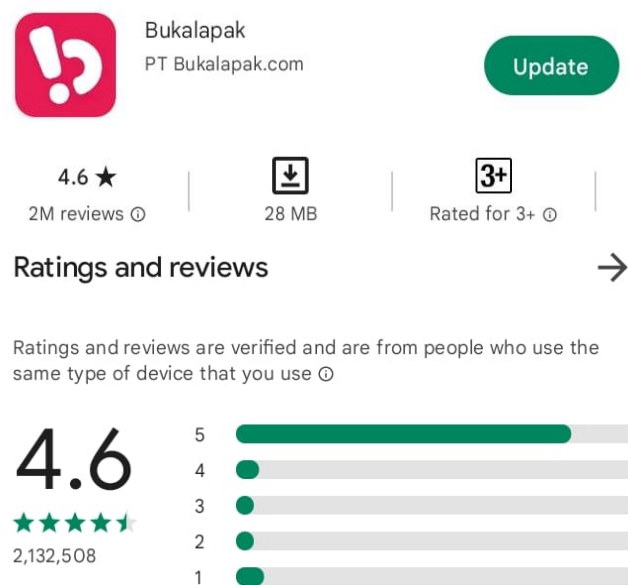 Bukalapak
PT Bukalapak.com
Update
4.6 ★
2M reviews
28 MB
3+
Rated for 3+
Ratings and reviews
Ratings and reviews are verified and are from people who use the
same type of device that you use
4.6
2,132,508
5
4
3
2
1